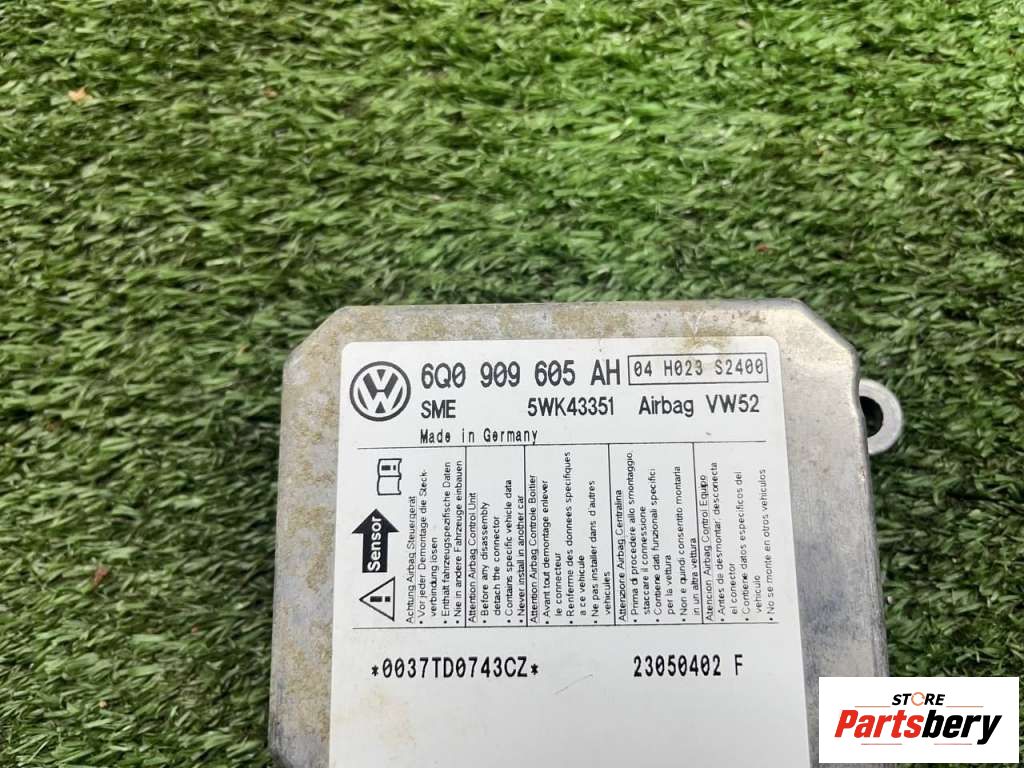 6Q0 909 605 AH 04 H023 S2400
SME 5WK43351 Airbag VW52
Made in Germany
Sensor
Achtung Airbag Steuergerät
• Vor jeder Demontage die Steck-
verbindung lösen
• Enthält fahrzeugspezifische Daten
• Nie in andere Fahrzeuge einbauen
Attention Airbag Control Unit
• Before any disassembly
detach the connector
• Contains specific vehicle data
• Never install in another car
Attention Airbag Contrôle Boitier
• Avant tout démontage enlever
le connecteur
• Renferme des données spécifiques
a ce véhicule
• Ne pas installer dans d'autres
véhicules
Attenzione Airbag Centralina
• Prima di procedere allo smontaggio,
staccare il connessione
• Contiene dati funzionali specifici
per la vettura
• Non e quindi consentito montarla
in un altra vettura
Atencion Airbag Control Equipo
• Antes de desmontar, desconecta
el conector
• Contiene datos especificos del
vehiculo
• No se monte en otros vehiculos
*0037TD0743CZ* 23050402 F
STORE
Partsbery